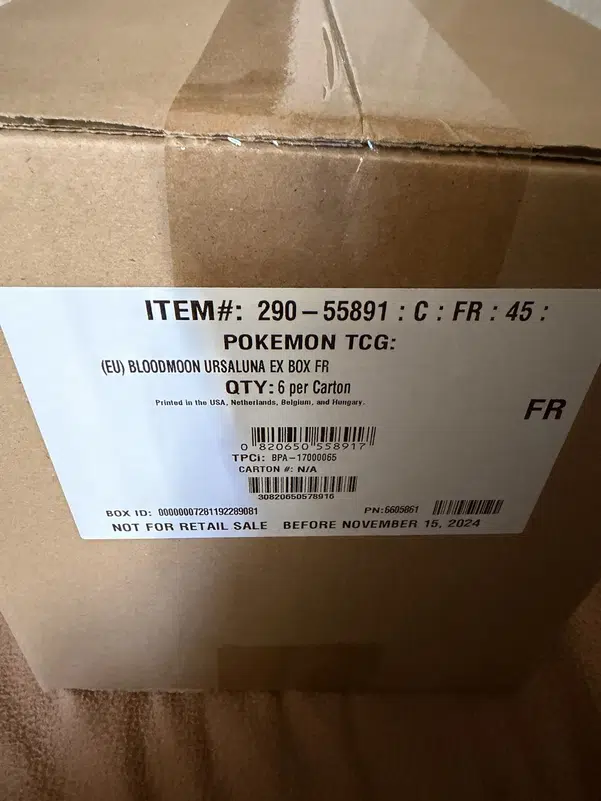 ITEM#: 290-55891 : C : FR : 45 :
POKEMON TCG:
(EU) BLOODMOON URSALUNA EX BOX FR
QTY: 6 per Carton
Printed in the USA, Netherlands, Belgium, and Hungary.
FR
0 820650 558917
TPCi: BPA-17000065
CARTON #: N/A
30820650578916
BOX ID: 00000007281192289081
PN:6605861
NOT FOR RETAIL SALE BEFORE NOVEMBER 15, 2024